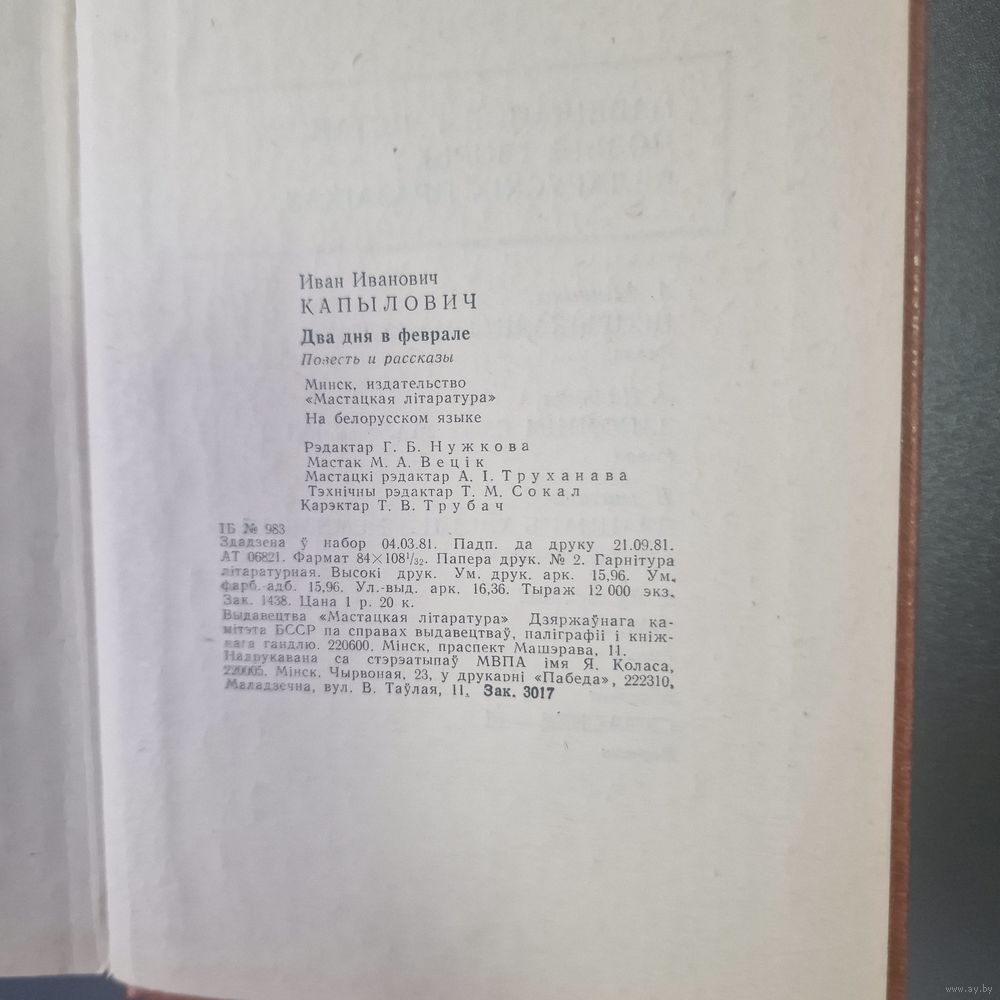 Иван Иванович
КАПЫЛОВИЧ
Два дня в феврале
Повесть и рассказы
Минск, издательство
«Мастацкая літаратура»
На белорусском языке
Рэдактар Г. Б. Нужкова
Мастак М. А. Вецік
Мастацкі рэдактар А. І. Труханава
Тэхнічны рэдактар Т. М. Сокал
Карэктар Т. В. Трубач
ІБ № 983
Здадзена ў набор 04.03.81. Падп. да друку 21.09.81.
АТ 06821. Фармат 84×108¹/₃₂. Папера друк. № 2. Гарнітура
літаратурная. Высокі друк. Ум. друк. арк. 15,96. Ум.
фарб.-адб. 15,96. Ул.-выд. арк. 16,36. Тыраж 12 000 экз.
Зак. 1438. Цана 1 р. 20 к.
Выдавецтва «Мастацкая літаратура» Дзяржаўнага ка-
мітэта БССР па справах выдавецтваў, паліграфіі і кніж-
нага гандлю. 220600, Мінск, праспект Машэрава, 11.
Надрукавана са стэрэатыпаў МВПА імя Я. Коласа,
220005. Мінск. Чырвоная, 23, у друкарні «Пабеда», 222310,
Маладзечна, вул. В. Таўлая, 11. Зак. 3017
www.ay.by